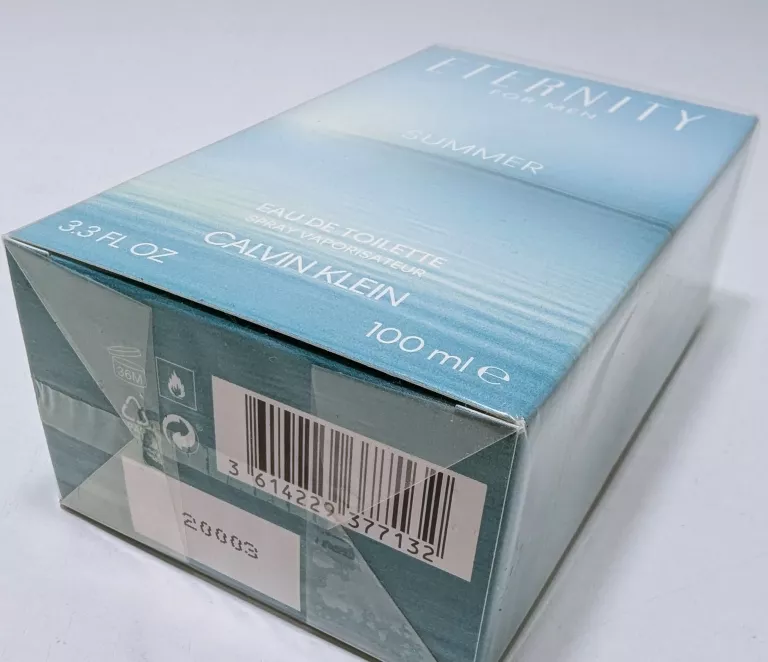 ETERNITY
FOR MEN
SUMMER
EAU DE TOILETTE
SPRAY VAPORISATEUR
CALVIN KLEIN
3.3 FL OZ
100 ml e
36M
3 614229 377132
20003